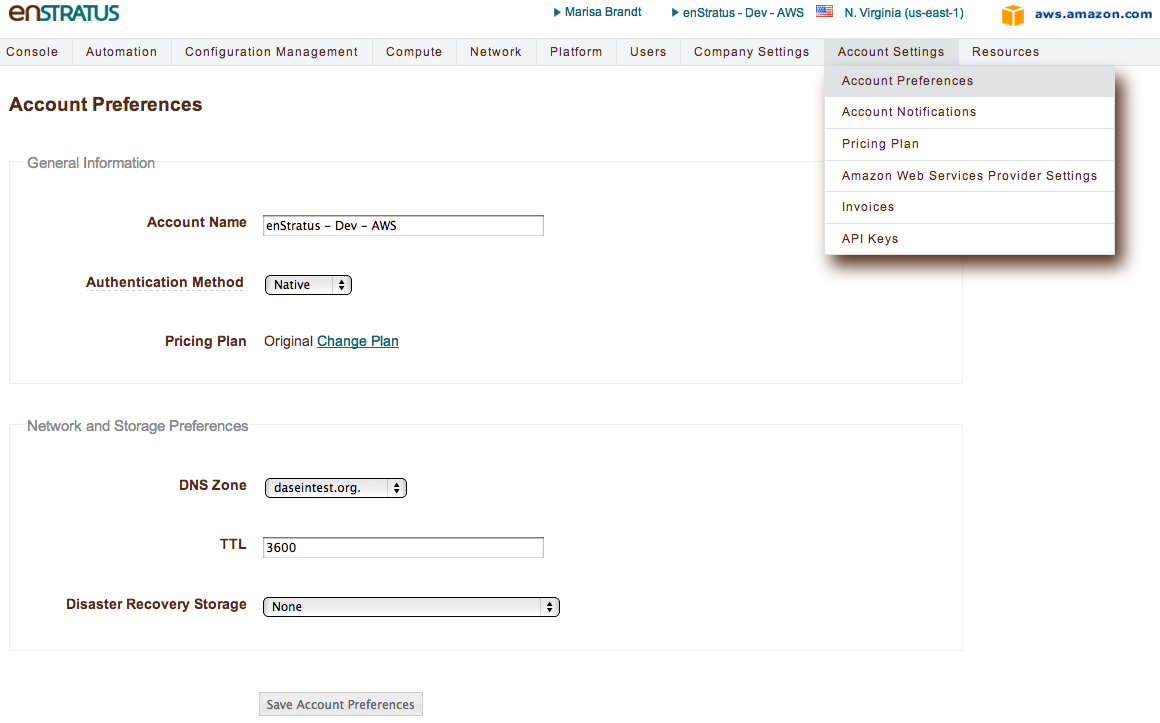 enSTRATUS Marisa Brandt enStratus - Dev - AWS N. Virginia (us-east-1) aws.amazon.com
Console Automation Configuration Management Compute Network Platform Users Company Settings Account Settings Resources
Account Preferences
Account Notifications
Pricing Plan
Amazon Web Services Provider Settings
Invoices
API Keys
Account Preferences
General Information
Account Name enStratus - Dev - AWS
Authentication Method Native
Pricing Plan Original Change Plan
Network and Storage Preferences
DNS Zone daseintest.org.
TTL 3600
Disaster Recovery Storage None
Save Account Preferences